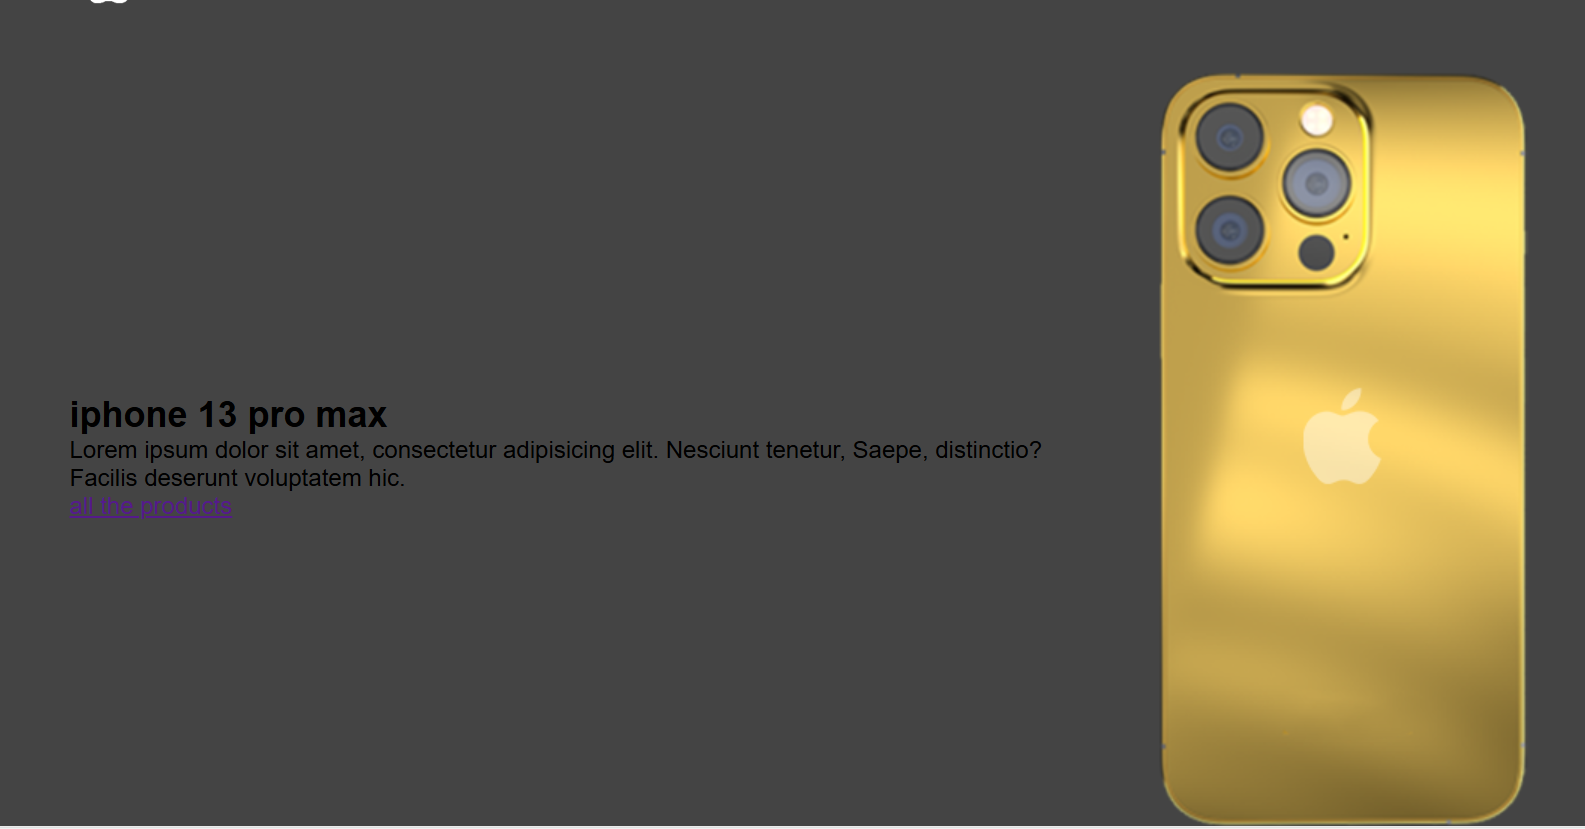 iphone 13 pro max
Lorem ipsum dolor sit amet, consectetur adipisicing elit. Nesciunt tenetur, Saepe, distinctio?
Facilis deserunt voluptatem hic.
all the products